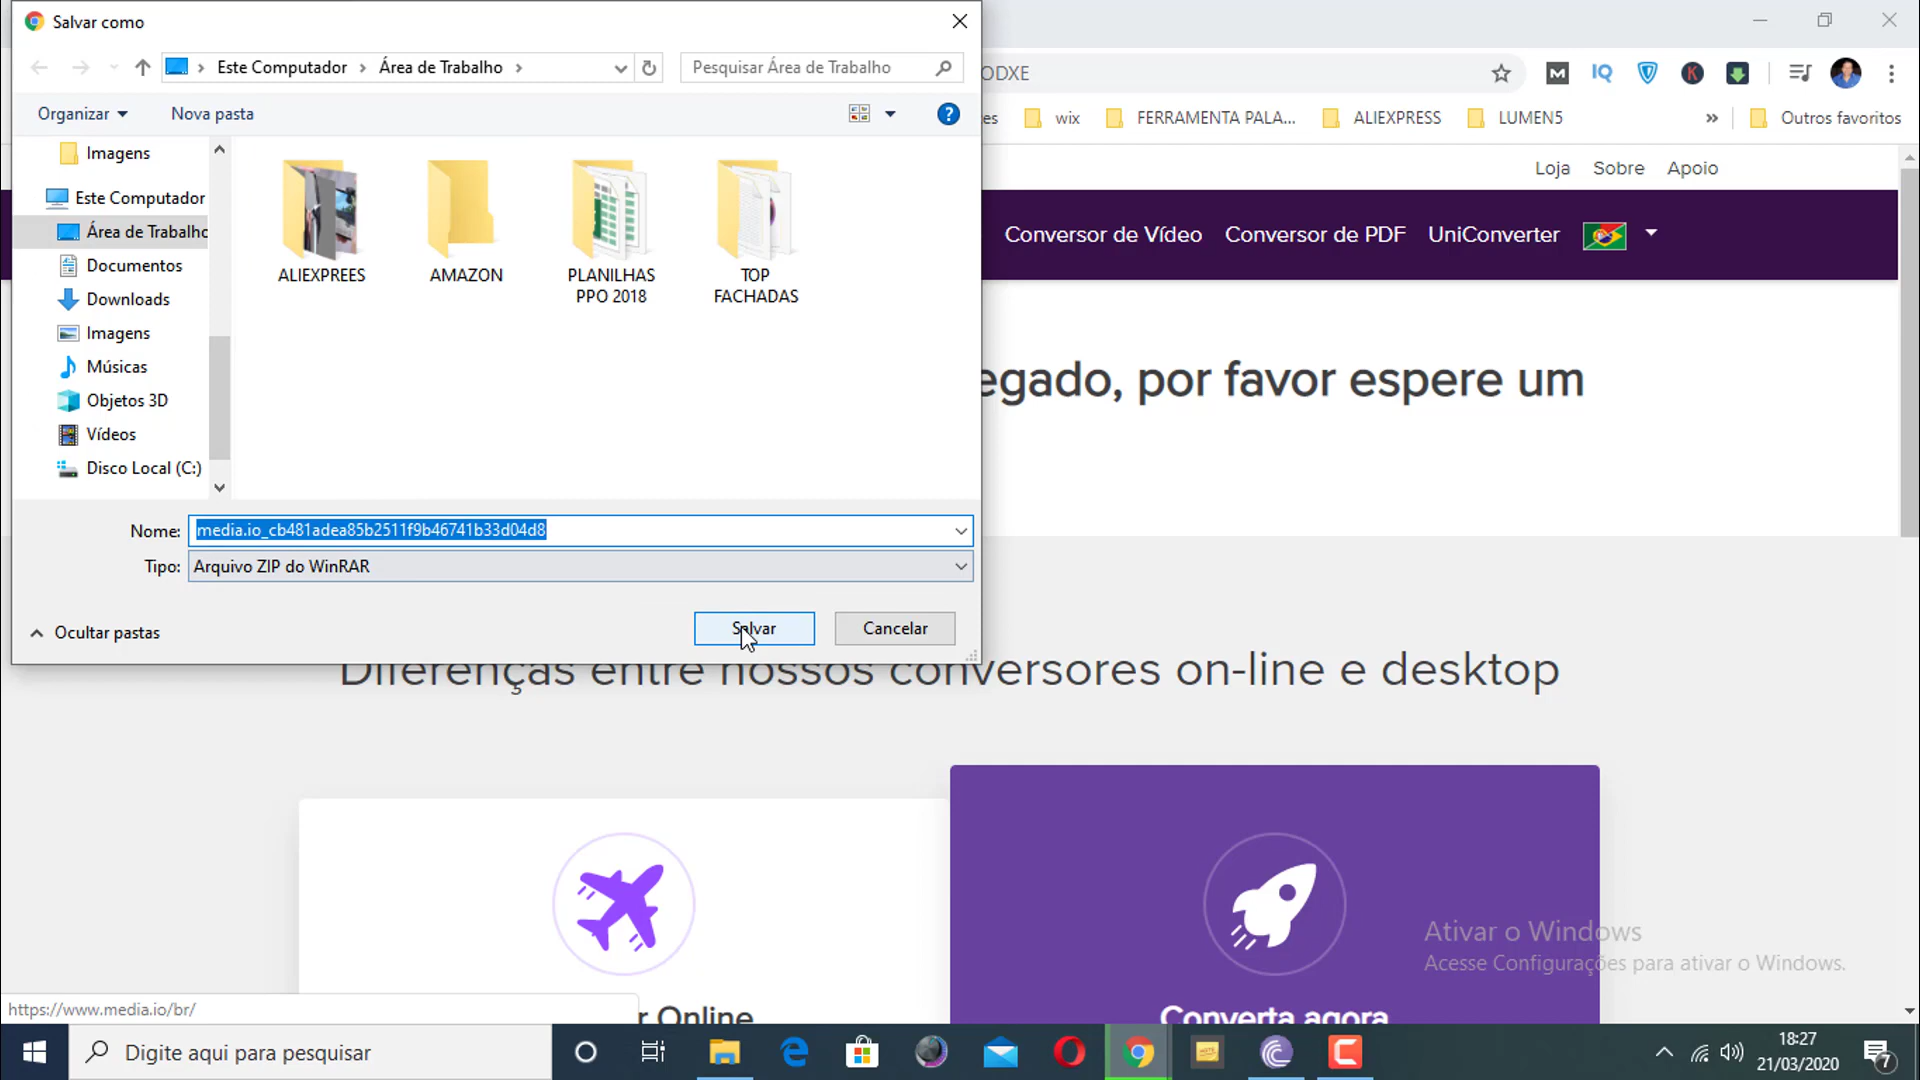 Salvar como
Este Computador
Área de Trabalho
Pesquisar Área de Trabalho
ODXE
M
IQ
K
Organizar
Nova pasta
?
es
wix
FERRAMENTA PALA...
ALIEXPRESS
LUMEN5
»
Outros favoritos
Imagens
Este Computador
Área de Trabalho
Documentos
Downloads
Imagens
Músicas
Objetos 3D
Vídeos
Disco Local (C:)
ALIEXPREES
AMAZON
PLANILHAS
PPO 2018
TOP
FACHADAS
Loja
Sobre
Apoio
Conversor de Vídeo
Conversor de PDF
UniConverter
egado, por favor espere um
Nome:
media.io_cb481adea85b2511f9b46741b33d04d8
Tipo:
Arquivo ZIP do WinRAR
Ocultar pastas
Salvar
Cancelar
Diferenças entre nossos conversores on-line e desktop
Ativar o Windows
Acesse Configurações para ativar o Windows.
https://www.media.io/br/
r Online
Converta agora
Digite aqui para pesquisar
18:27
21/03/2020
7